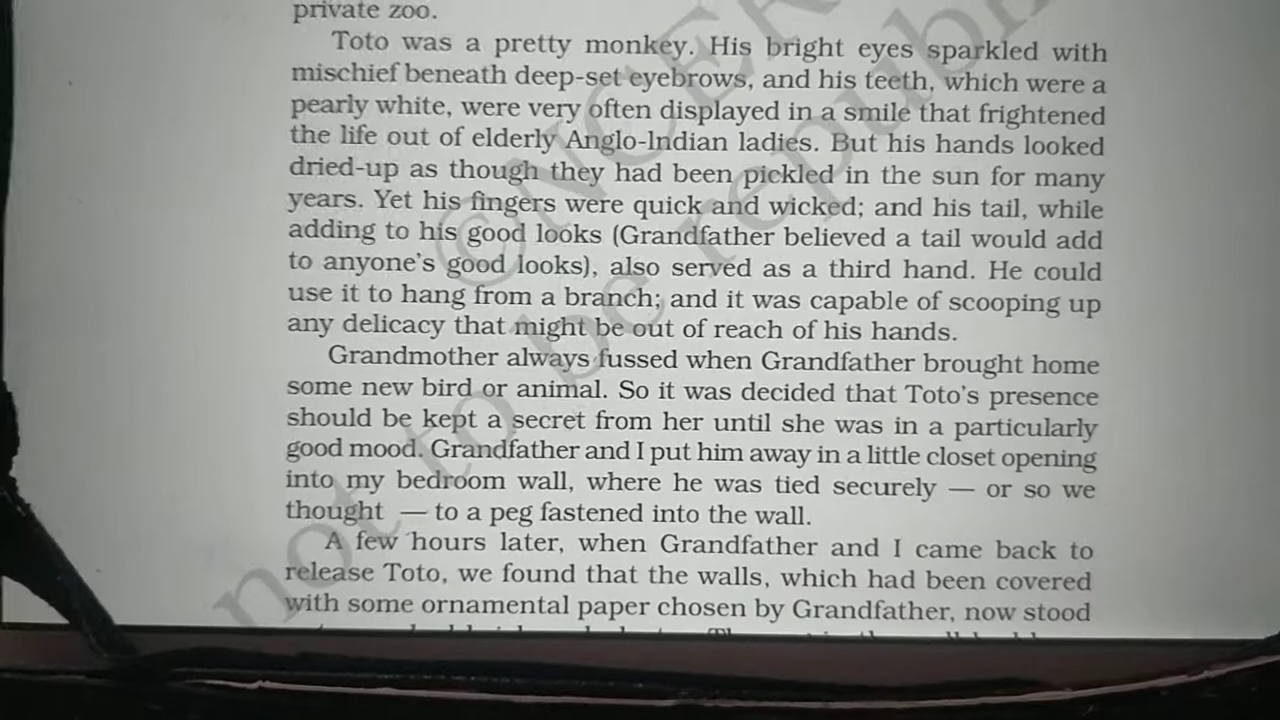 private zoo.
Toto was a pretty monkey. His bright eyes sparkled with
mischief beneath deep-set eyebrows, and his teeth, which were a
pearly white, were very often displayed in a smile that frightened
the life out of elderly Anglo-Indian ladies. But his hands looked
dried-up as though they had been pickled in the sun for many
years. Yet his fingers were quick and wicked; and his tail, while
adding to his good looks (Grandfather believed a tail would add
to anyone's good looks), also served as a third hand. He could
use it to hang from a branch; and it was capable of scooping up
any delicacy that might be out of reach of his hands.
Grandmother always fussed when Grandfather brought home
some new bird or animal. So it was decided that Toto's presence
should be kept a secret from her until she was in a particularly
good mood. Grandfather and I put him away in a little closet opening
into my bedroom wall, where he was tied securely — or so we
thought — to a peg fastened into the wall.
A few hours later, when Grandfather and I came back to
release Toto, we found that the walls, which had been covered
with some ornamental paper chosen by Grandfather, now stood
©NCER
not to be republ